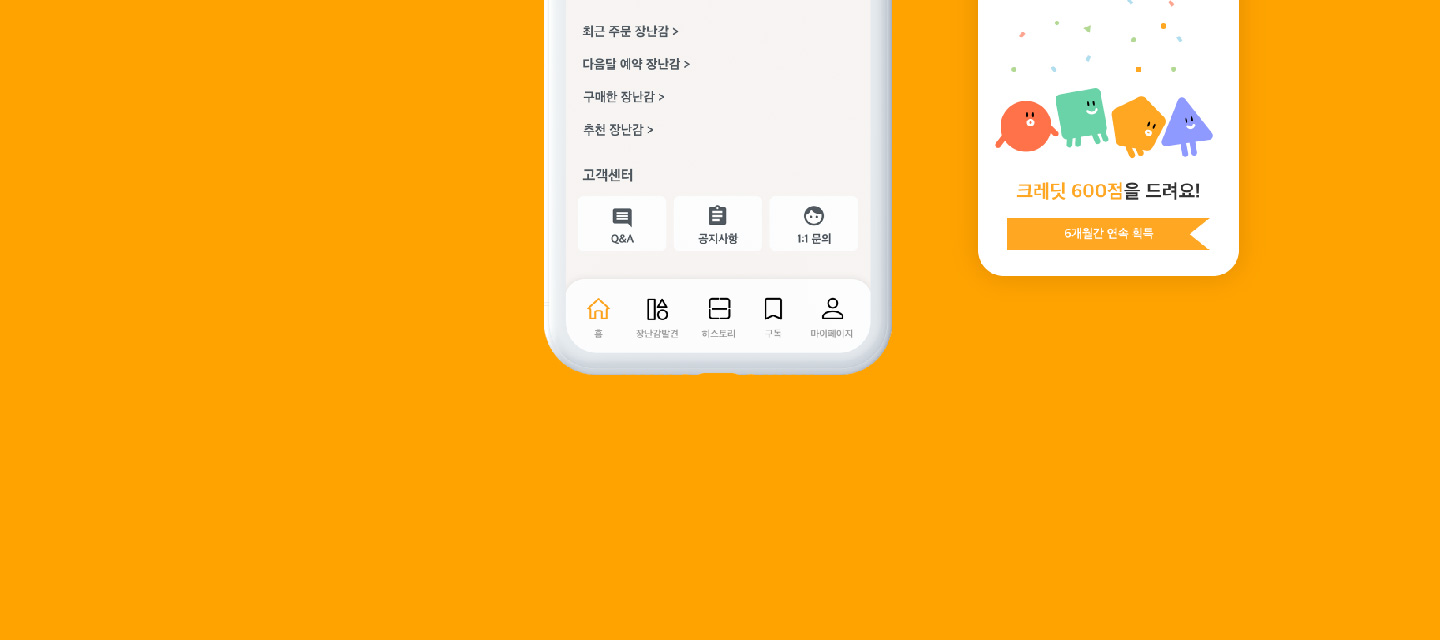 최근 주문 장난감 >
다음달 예약 장난감 >
구매한 장난감 >
추천 장난감 >
고객센터
Q&A
공지사항
1:1 문의
홈
장난감발견
히스토리
구독
마이페이지
크레딧 600점을 드려요!
6개월간 연속 획득